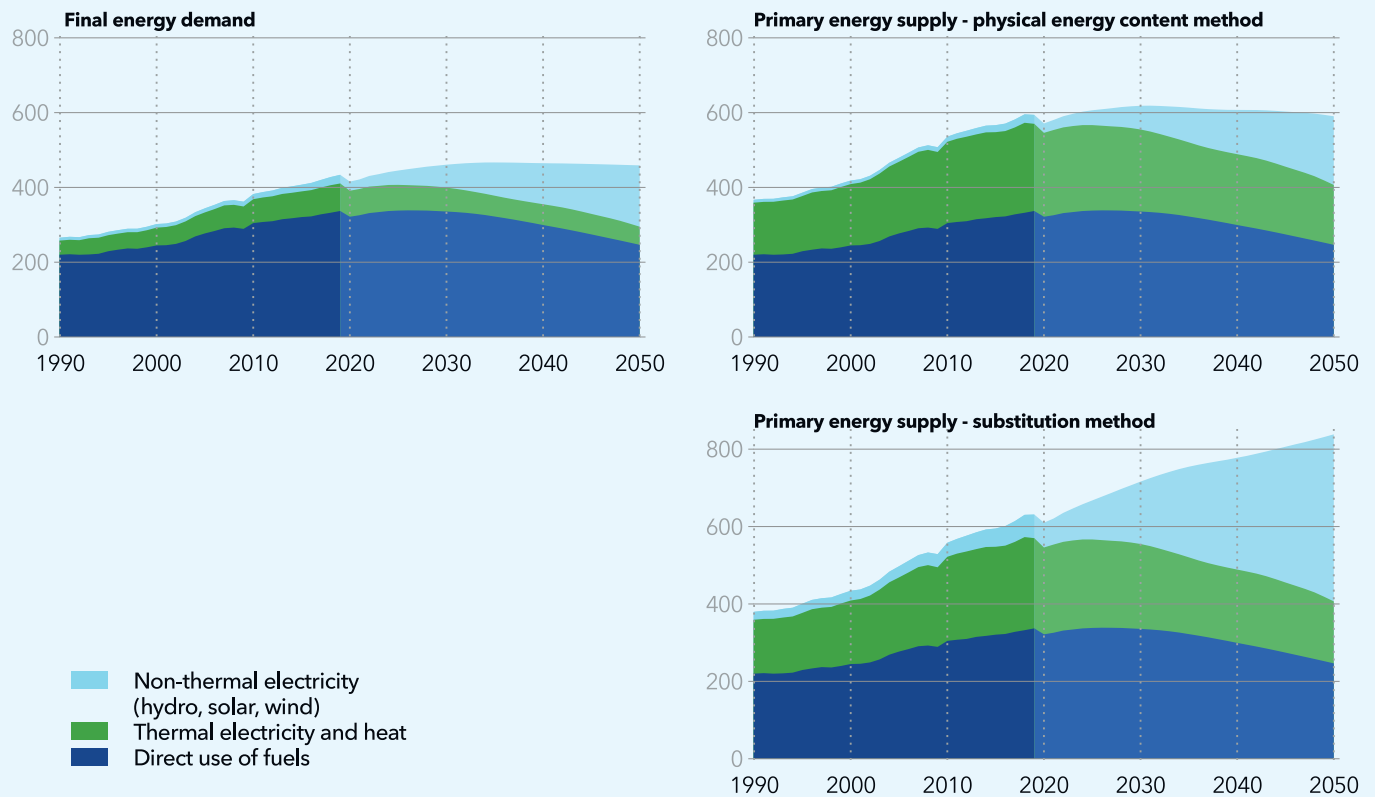 Final energy demand
800
600
400
200
0
1990 2000 2010 2020 2030 2040 2050
Primary energy supply - physical energy content method
800
600
400
200
0
1990 2000 2010 2020 2030 2040 2050
Primary energy supply - substitution method
800
600
400
200
0
1990 2000 2010 2020 2030 2040 2050
Non-thermal electricity
(hydro, solar, wind)
Thermal electricity and heat
Direct use of fuels